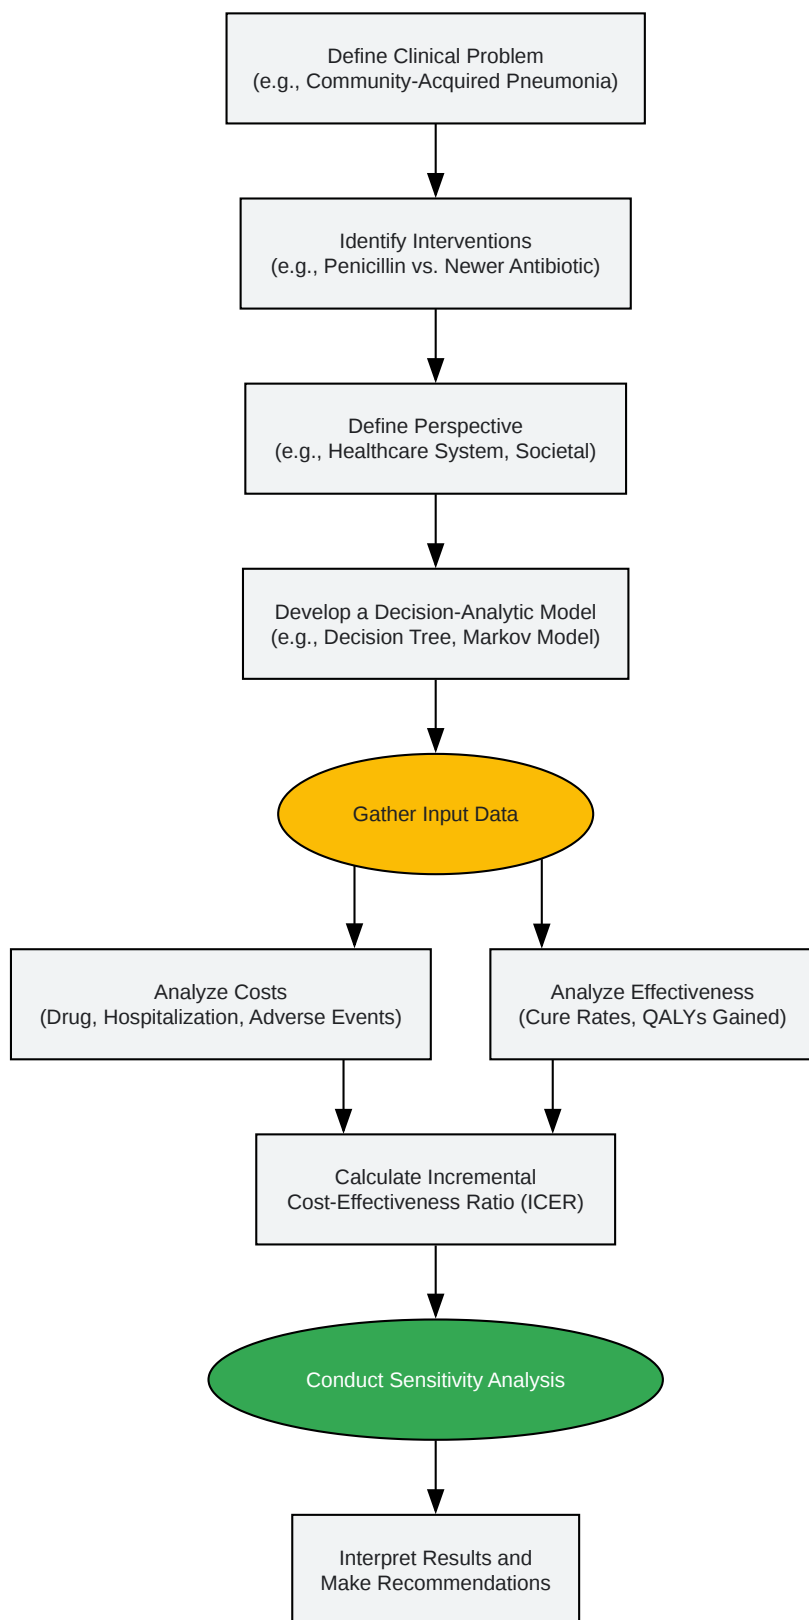 Define Clinical Problem
(e.g., Community-Acquired Pneumonia)
Identify Interventions
(e.g., Penicillin vs. Newer Antibiotic)
Define Perspective
(e.g., Healthcare System, Societal)
Develop a Decision-Analytic Model
(e.g., Decision Tree, Markov Model)
Gather Input Data
Analyze Costs
(Drug, Hospitalization, Adverse Events)
Analyze Effectiveness
(Cure Rates, QALYs Gained)
Calculate Incremental
Cost-Effectiveness Ratio (ICER)
Conduct Sensitivity Analysis
Interpret Results and
Make Recommendations